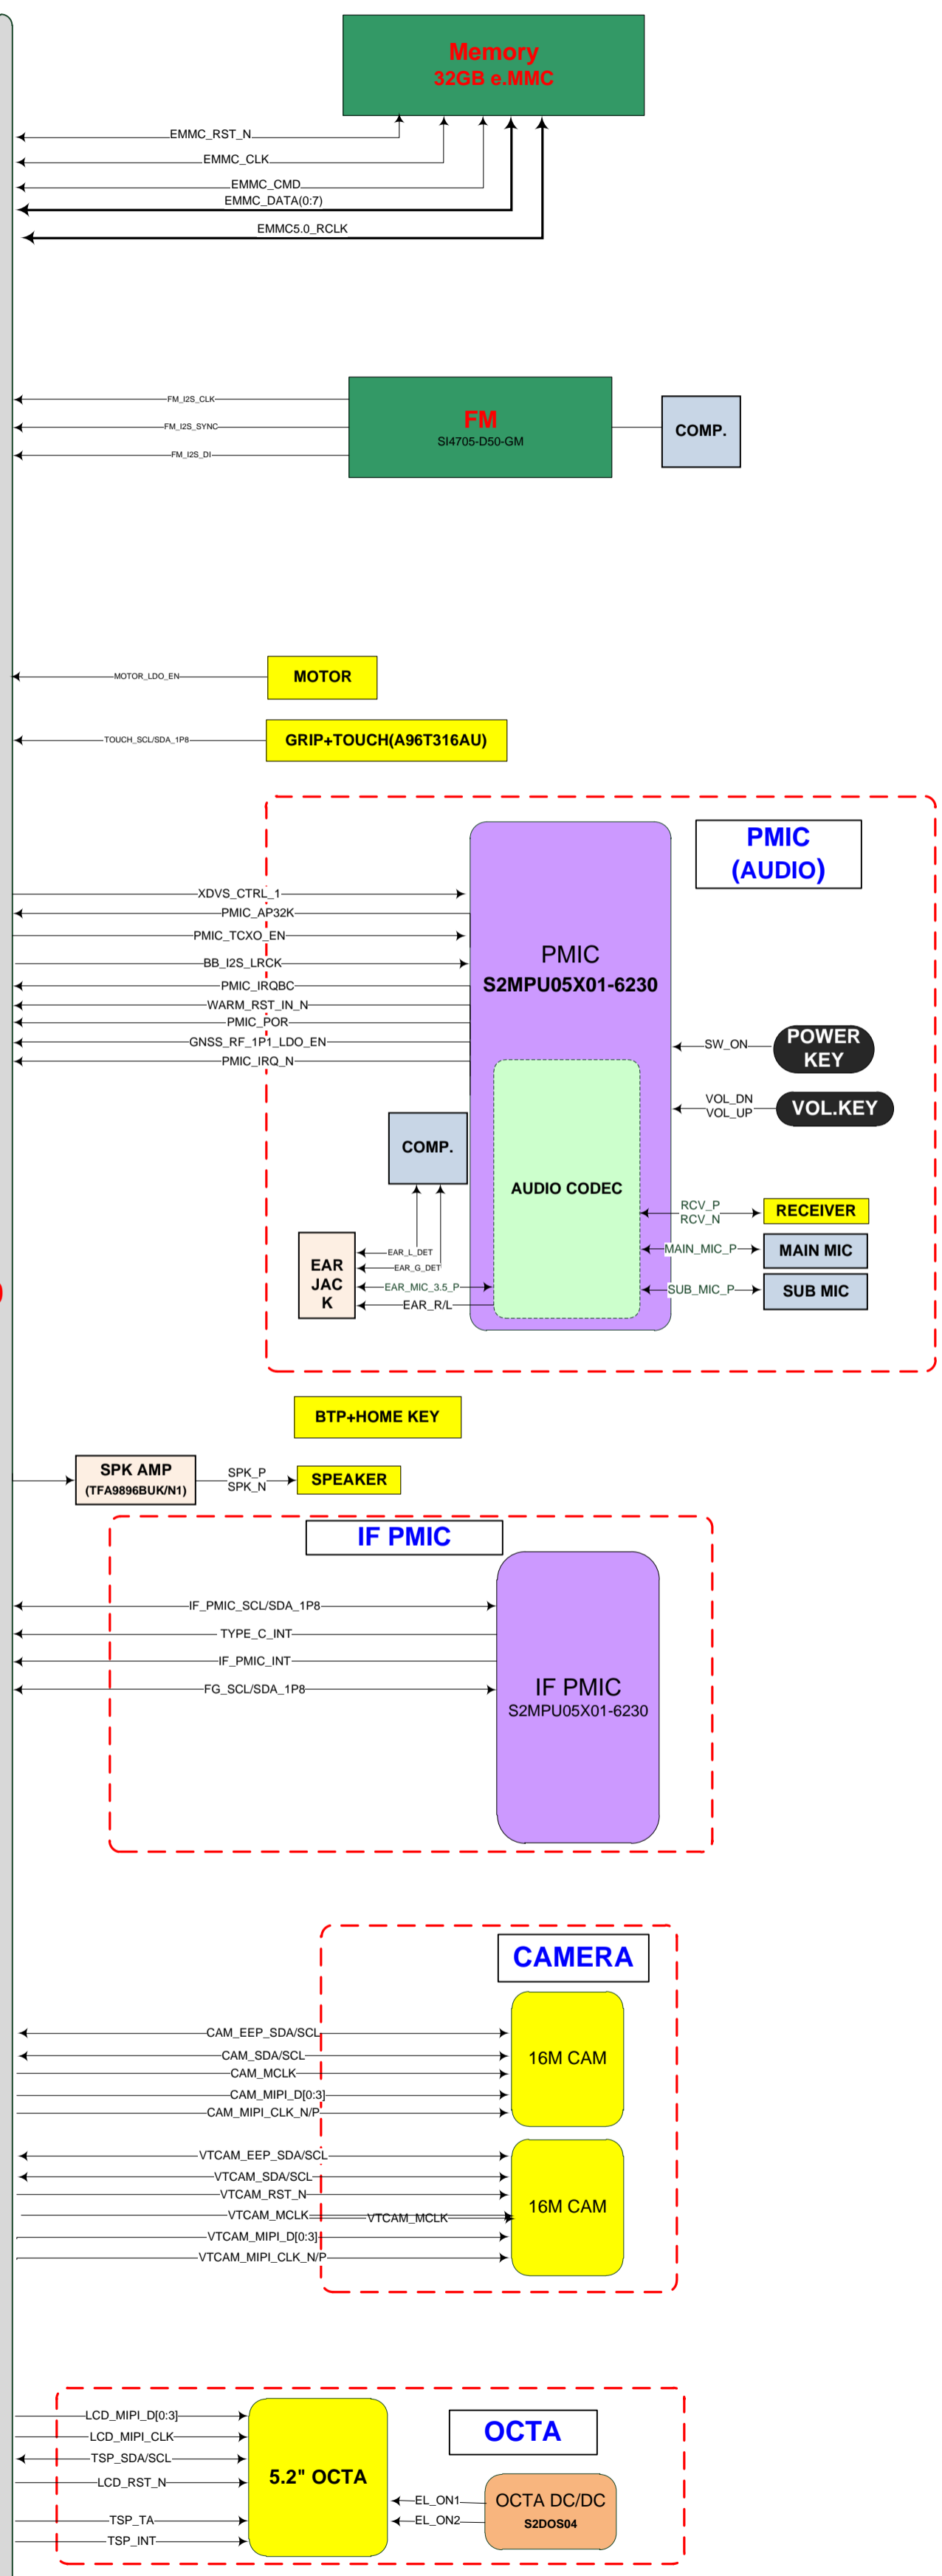 Memory
32GB e.MMC
EMMC_RST_N
EMMC_CLK
EMMC_CMD
EMMC_DATA(0:7)
EMMC5.0_RCLK
FM_I2S_CLK
FM_I2S_SYNC
FM_I2S_DI
FM
SI4705-D50-GM
COMP.
MOTOR_LDO_EN
MOTOR
TOUCH_SCL/SDA_1P8
GRIP+TOUCH(A96T316AU)
PMIC
(AUDIO)
XDVS_CTRL_1
PMIC_AP32K
PMIC_TCXO_EN
BB_I2S_LRCK
PMIC_IRQBC
WARM_RST_IN_N
PMIC_POR
GNSS_RF_1P1_LDO_EN
PMIC_IRQ_N
PMIC
S2MPU05X01-6230
SW_ON
POWER
KEY
VOL_DN
VOL_UP
VOL.KEY
COMP.
AUDIO CODEC
RCV_P
RCV_N
RECEIVER
MAIN_MIC_P
MAIN MIC
SUB_MIC_P
SUB MIC
EAR
JAC
K
EAR_L_DET
EAR_G_DET
EAR_MIC_3.5_P
EAR_R/L
BTP+HOME KEY
SPK AMP
(TFA9896BUK/N1)
SPK_P
SPK_N
SPEAKER
IF PMIC
IF_PMIC_SCL/SDA_1P8
TYPE_C_INT
IF_PMIC_INT
FG_SCL/SDA_1P8
IF PMIC
S2MPU05X01-6230
CAMERA
CAM_EEP_SDA/SCL
CAM_SDA/SCL
CAM_MCLK
CAM_MIPI_D[0:3]
CAM_MIPI_CLK_N/P
16M CAM
VTCAM_EEP_SDA/SCL
VTCAM_SDA/SCL
VTCAM_RST_N
VTCAM_MCLK
VTCAM_MCLK
VTCAM_MIPI_D[0:3]
VTCAM_MIPI_CLK_N/P
16M CAM
LCD_MIPI_D[0:3]
LCD_MIPI_CLK
TSP_SDA/SCL
LCD_RST_N
TSP_TA
TSP_INT
5.2" OCTA
OCTA
EL_ON1
EL_ON2
OCTA DC/DC
S2DOS04